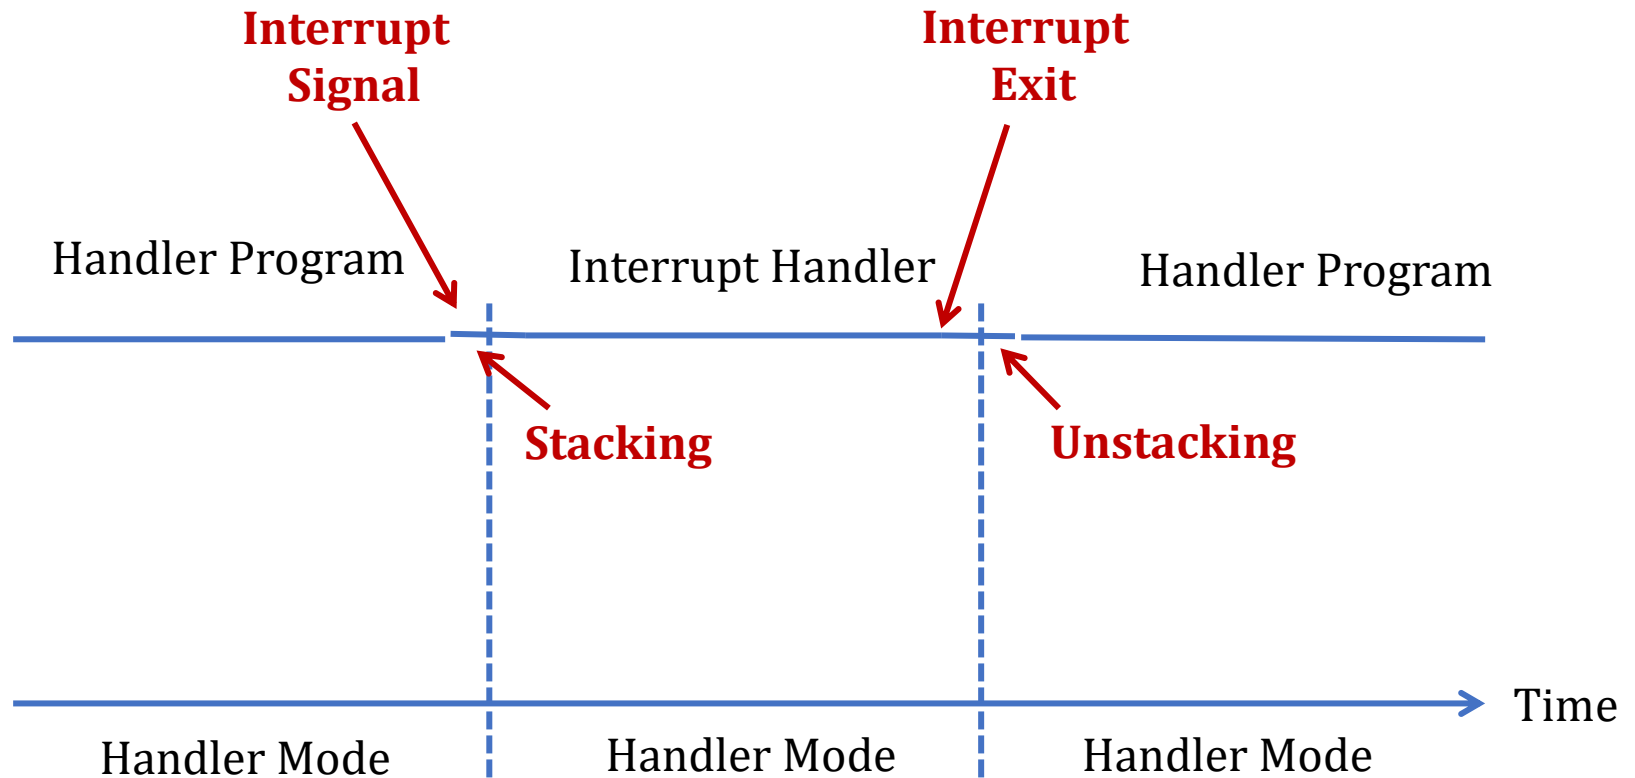 Interrupt
Signal
Interrupt
Exit
Handler Program
Interrupt Handler
Handler Program
Stacking
Unstacking
Time
Handler Mode
Handler Mode
Handler Mode